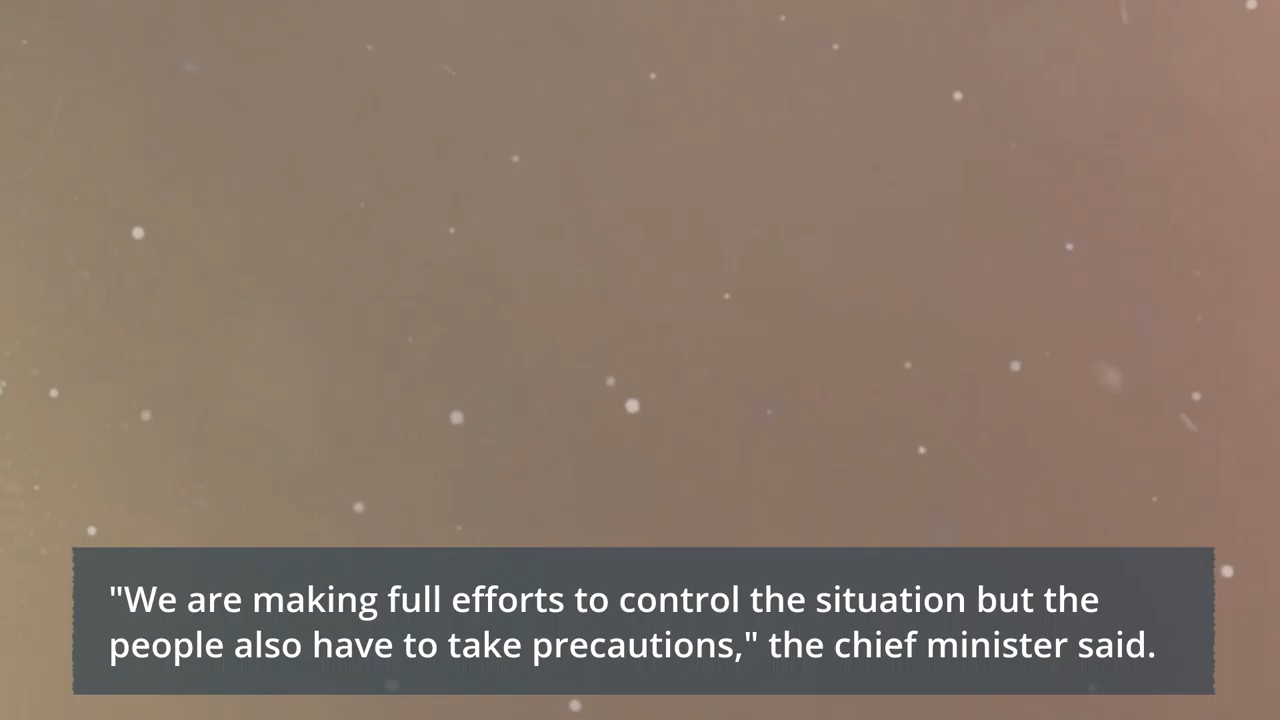 "We are making full efforts to control the situation but the
people also have to take precautions," the chief minister said.